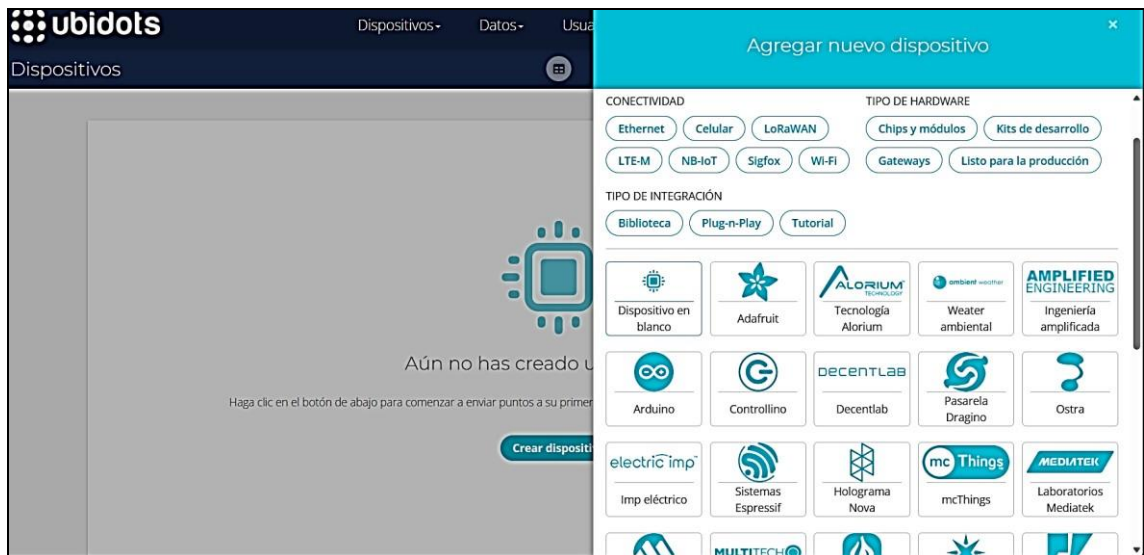 ubidots
Dispositivos
Datos
Usua
Dispositivos
Aún no has creado u
Haga clic en el botón de abajo para comenzar a enviar puntos a su primer
Crear dispositi
Agregar nuevo dispositivo
×
CONECTIVIDAD
Ethernet Celular LoRaWAN
LTE-M NB-IoT Sigfox Wi-Fi
TIPO DE HARDWARE
Chips y módulos Kits de desarrollo
Gateways Listo para la producción
TIPO DE INTEGRACIÓN
Biblioteca Plug-n-Play Tutorial
Dispositivo en
blanco
Adafruit
ALORIUM
TECHNOLOGY
Tecnología
Alorium
ambient weather
Weater
ambiental
AMPLIFIED
ENGINEERING
Ingeniería
amplificada
Arduino
Controllino
DECENTLAB
Decentlab
Pasarela
Dragino
Ostra
electric imp
Imp eléctrico
Sistemas
Espressif
Holograma
Nova
mc Things
mcThings
MEDIATEK
Laboratorios
Mediatek
MULTITECH